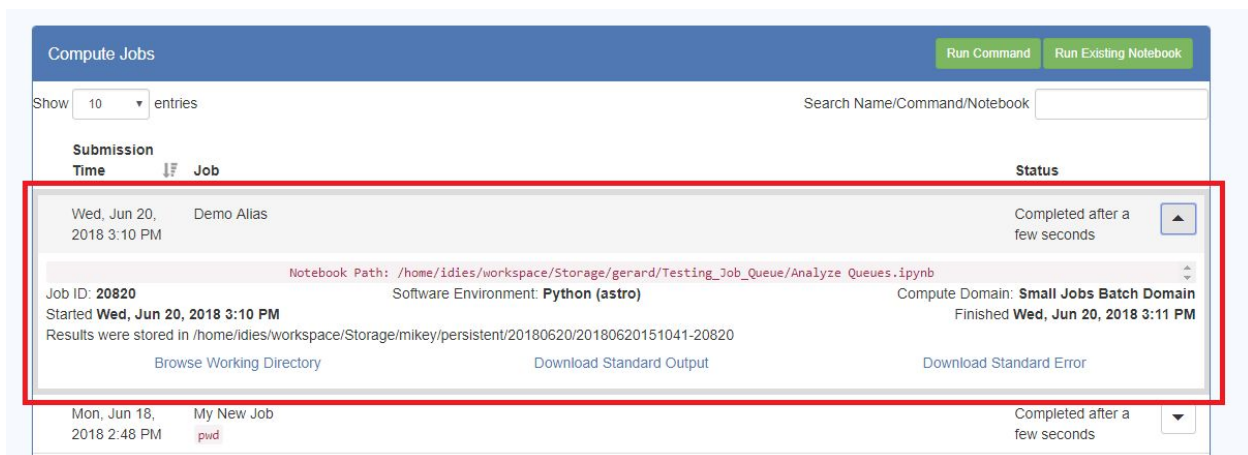 Compute Jobs Run Command Run Existing Notebook
Show 10 entries Search Name/Command/Notebook
Submission
Time Job Status
Wed, Jun 20, Demo Alias Completed after a
2018 3:10 PM few seconds
Notebook Path: /home/idies/workspace/Storage/gerard/Testing_Job_Queue/Analyze Queues.ipynb
Job ID: 20820 Software Environment: Python (astro) Compute Domain: Small Jobs Batch Domain
Started Wed, Jun 20, 2018 3:10 PM Finished Wed, Jun 20, 2018 3:11 PM
Results were stored in /home/idies/workspace/Storage/mikey/persistent/20180620/20180620151041-20820
Browse Working Directory Download Standard Output Download Standard Error
Mon, Jun 18, My New Job Completed after a
2018 2:48 PM pwd few seconds